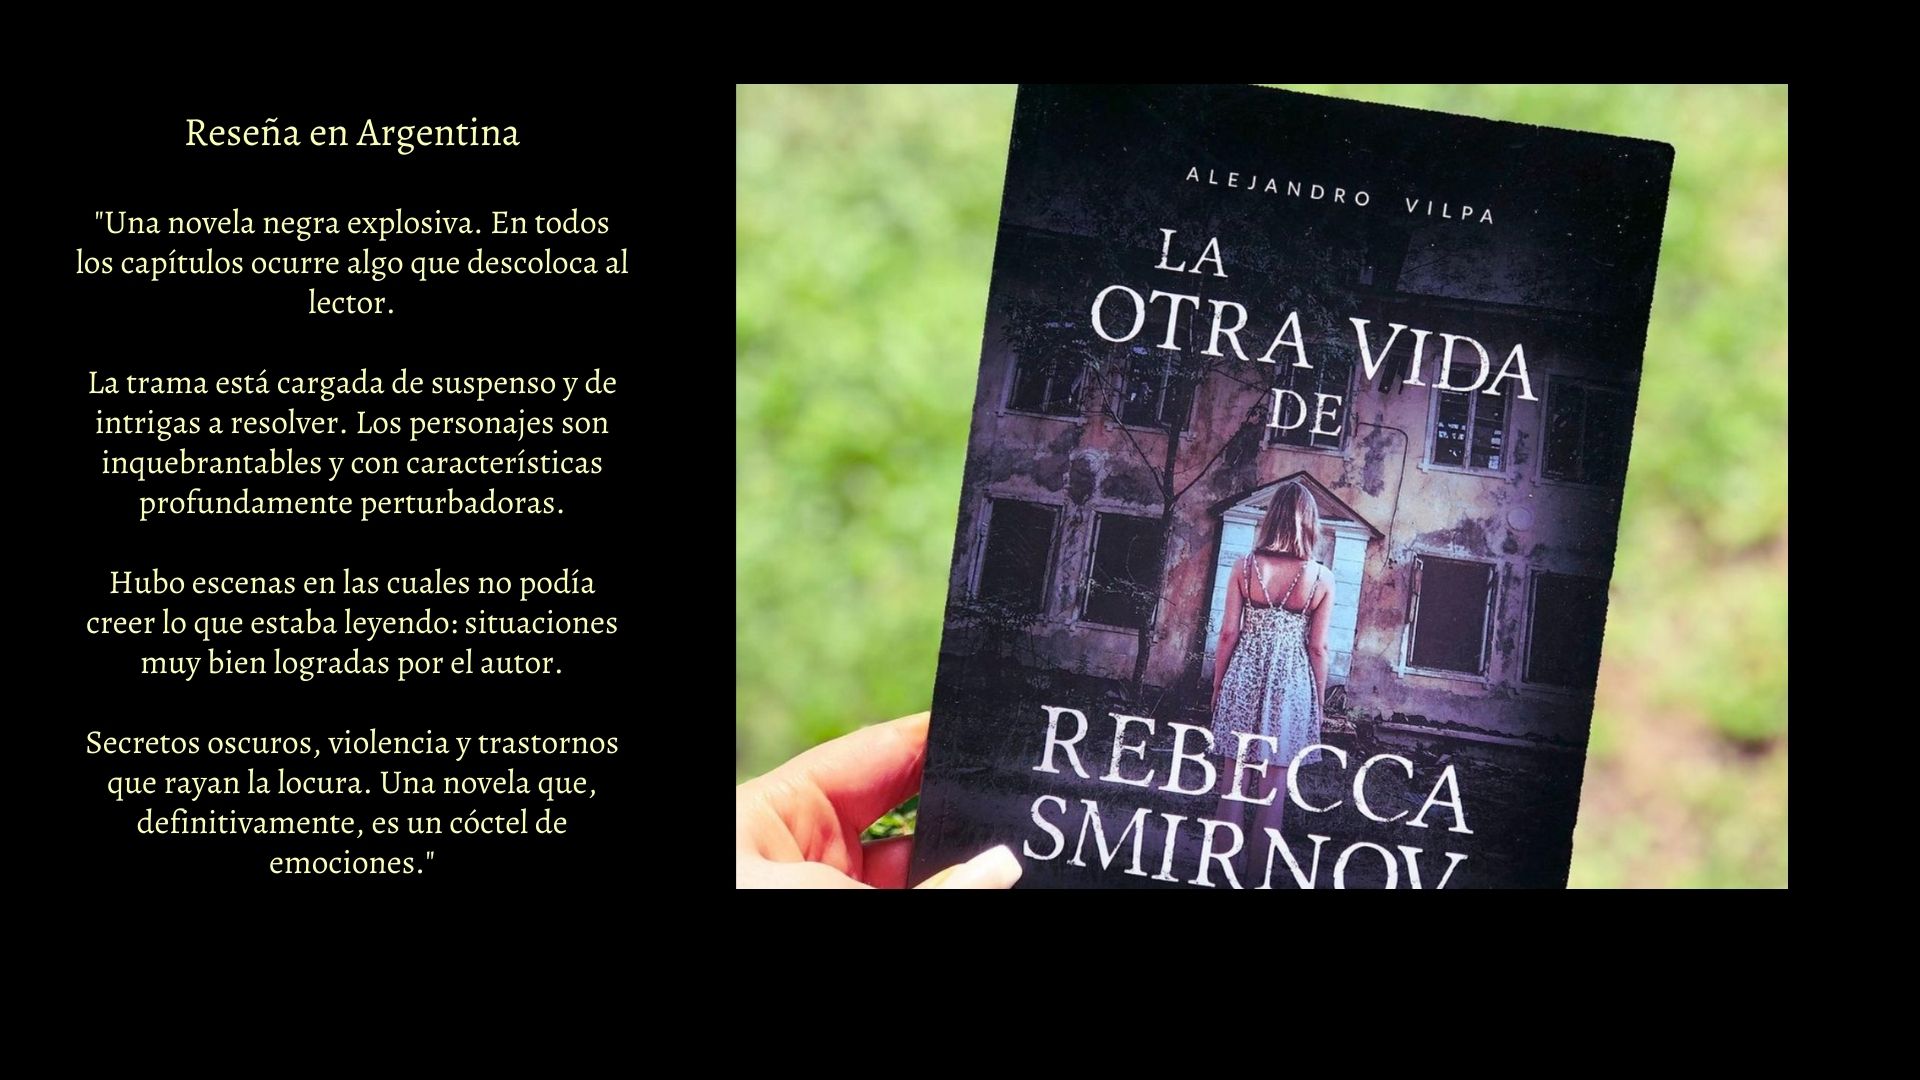 Reseña en Argentina
"Una novela negra explosiva. En todos
los capítulos ocurre algo que descoloca al
lector.
La trama está cargada de suspenso y de
intrigas a resolver. Los personajes son
inquebrantables y con características
profundamente perturbadoras.
Hubo escenas en las cuales no podía
creer lo que estaba leyendo: situaciones
muy bien logradas por el autor.
Secretos oscuros, violencia y trastornos
que rayan la locura. Una novela que,
definitivamente, es un cóctel de
emociones."
ALEJANDRO VILPA
LA
OTRA VIDA
DE
REBECCA
SMIRNOV